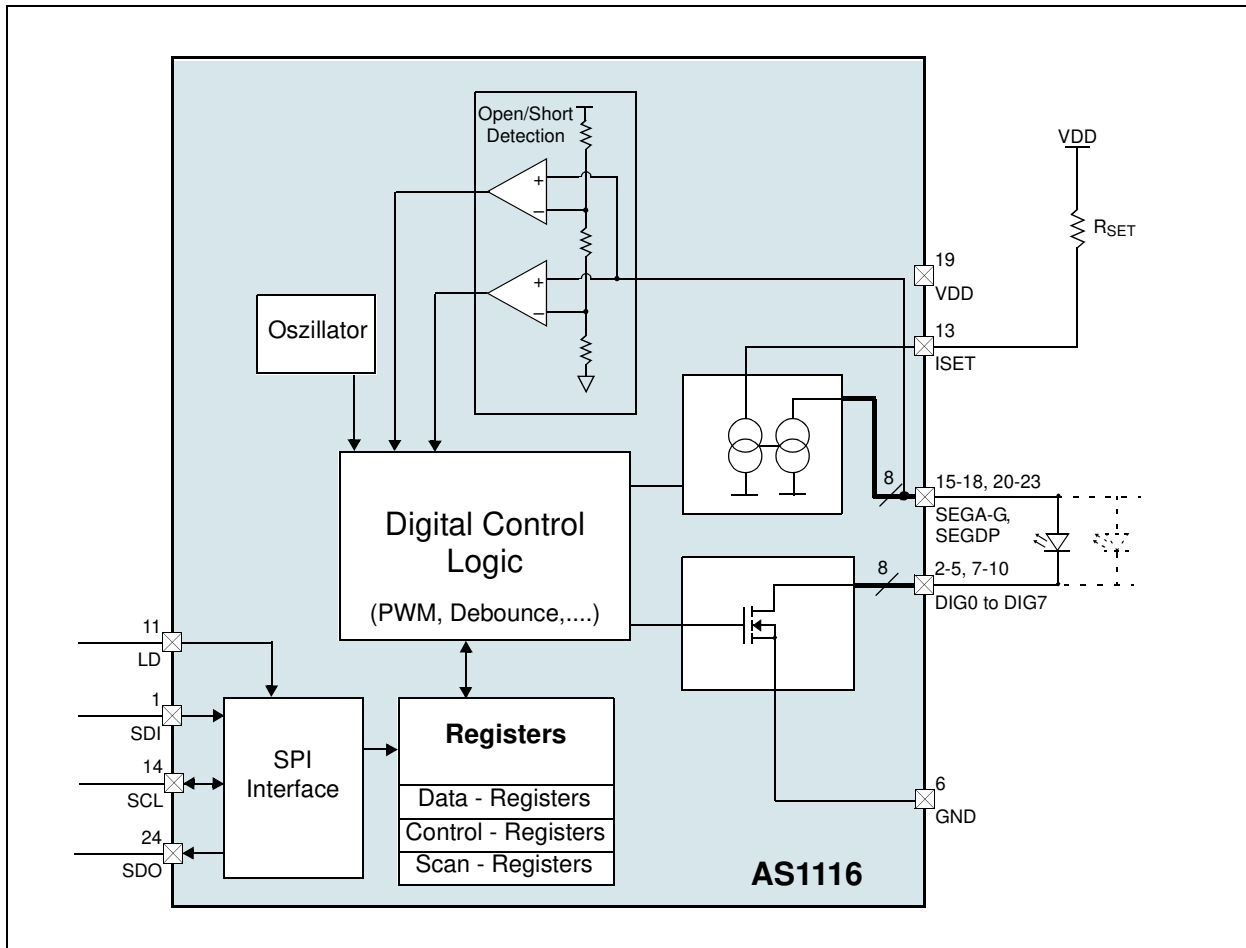 Open/Short
Detection
+
–
+
–
VDD
RSET
19
VDD
13
ISET
Oszillator
Digital Control
Logic
(PWM, Debounce,....)
8
15-18, 20-23
SEGA-G,
SEGDP
8
2-5, 7-10
DIG0 to DIG7
11
LD
1
SDI
14
SCL
24
SDO
SPI
Interface
Registers
Data - Registers
Control - Registers
Scan - Registers
6
GND
AS1116